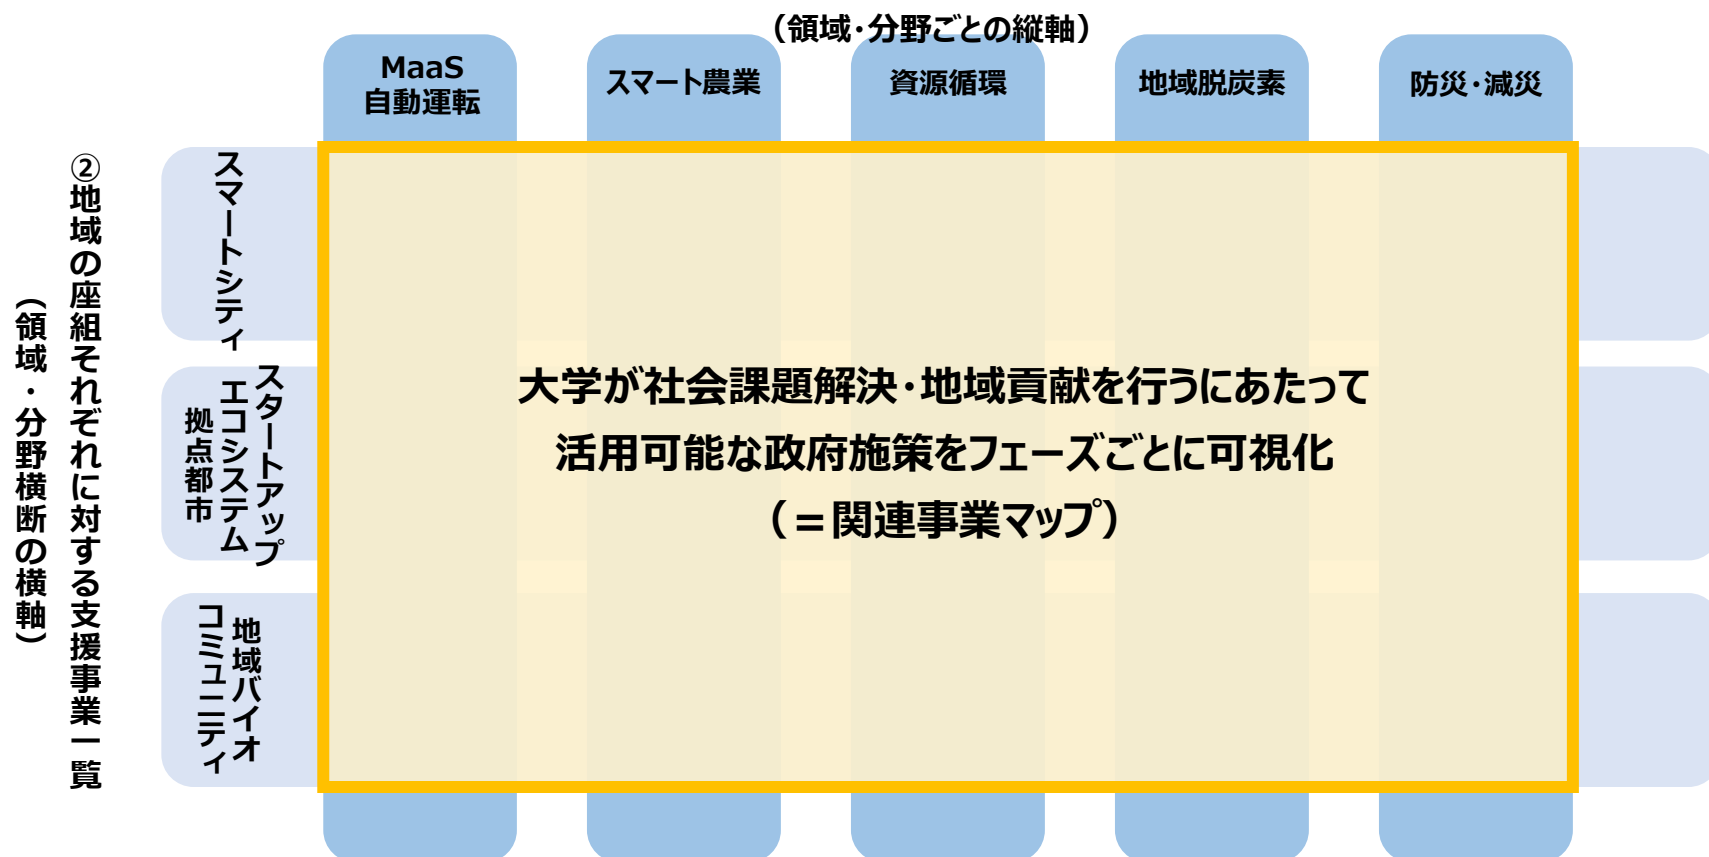 （領域・分野ごとの縦軸）
MaaS
自動運転
スマート農業
資源循環
地域脱炭素
防災・減災
②地域の座組それぞれに対する支援事業一覧
（領域・分野横断の横軸）
スマートシティ
スタートアップ
エコシステム
拠点都市
地域バイオ
コミュニティ
大学が社会課題解決・地域貢献を行うにあたって
活用可能な政府施策をフェーズごとに可視化
（＝関連事業マップ）